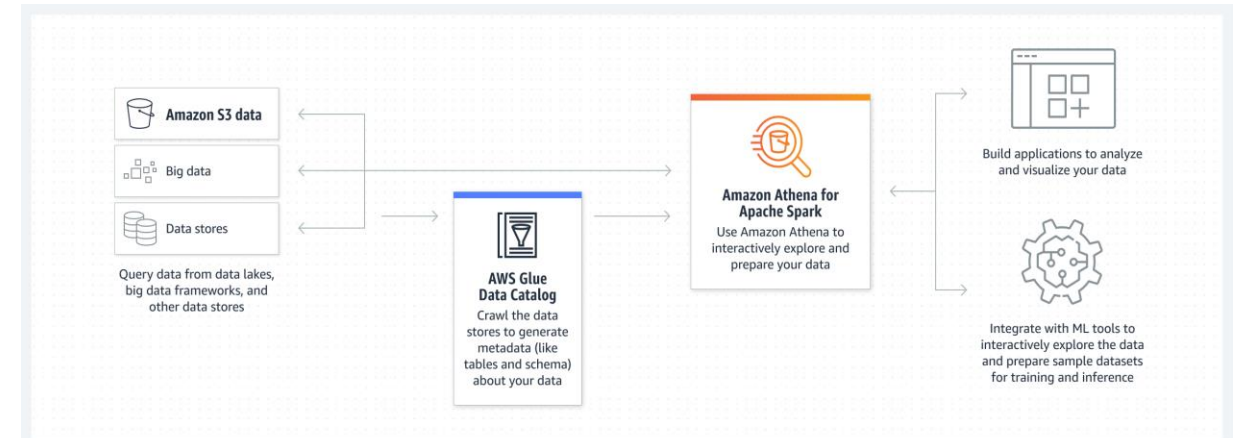 Amazon S3 data
Big data
Data stores
Query data from data lakes,
big data frameworks, and
other data stores
AWS Glue
Data Catalog
Crawl the data
stores to generate
metadata (like
tables and schema)
about your data
Amazon Athena for
Apache Spark
Use Amazon Athena to
interactively explore and
prepare your data
Build applications to analyze
and visualize your data
Integrate with ML tools to
interactively explore the data
and prepare sample datasets
for training and inference